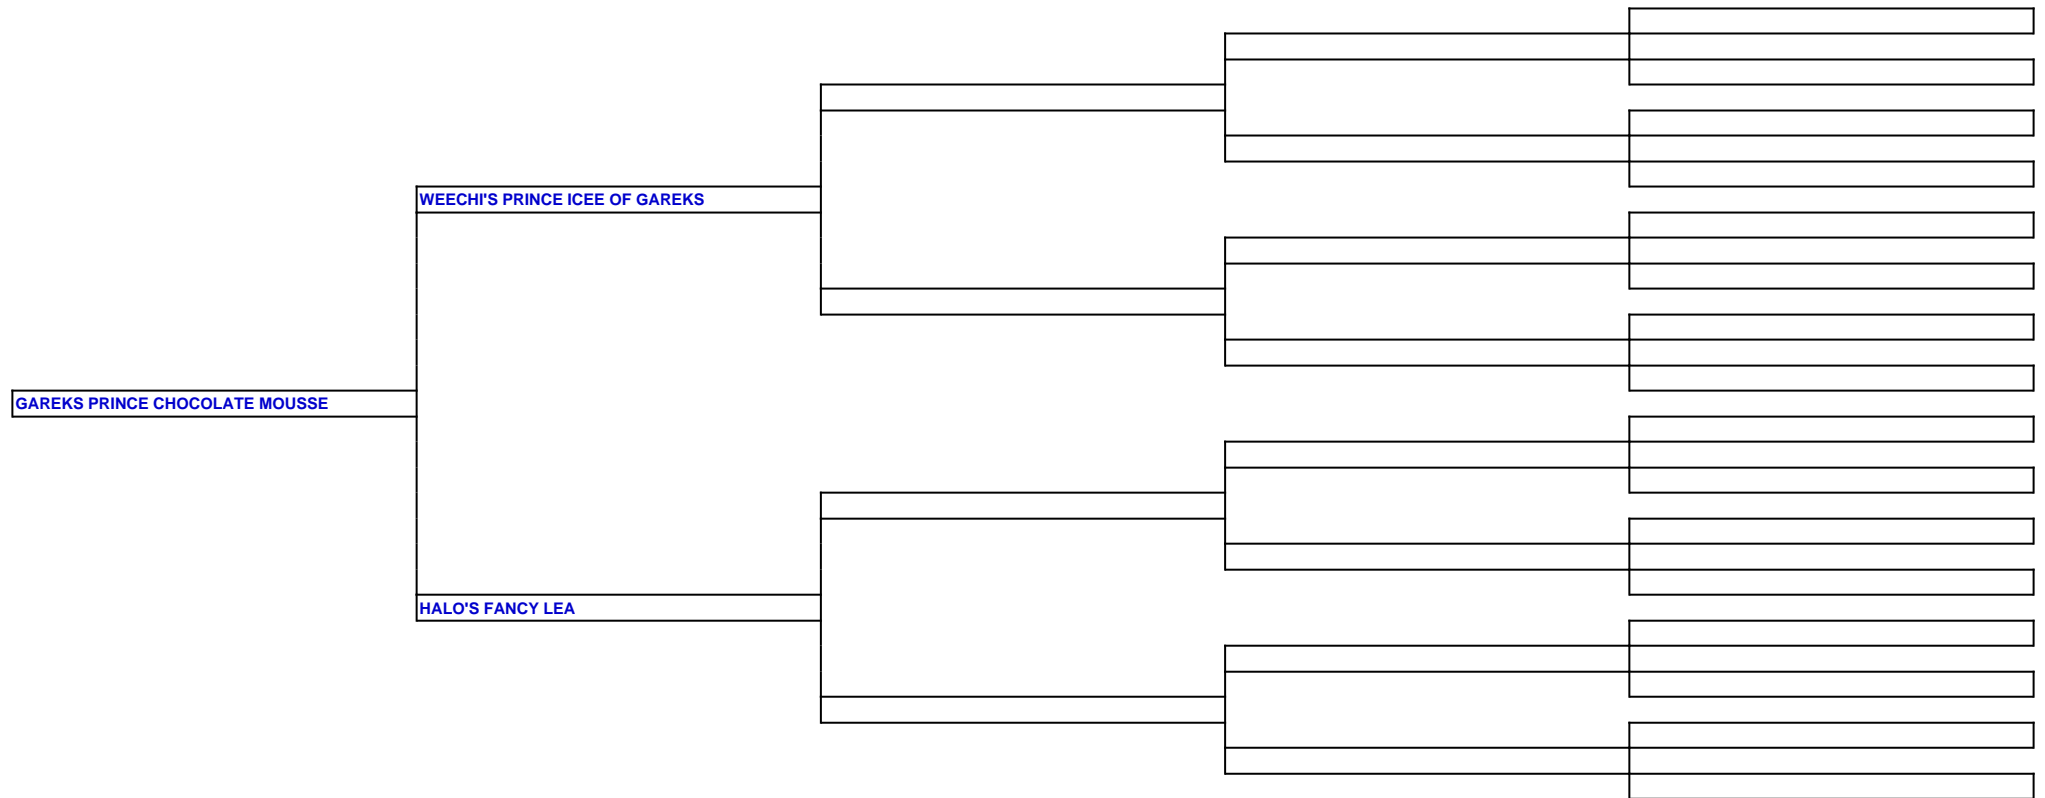 WEECHI'S PRINCE ICEE OF GAREKS
GAREKS PRINCE CHOCOLATE MOUSSE
HALO'S FANCY LEA